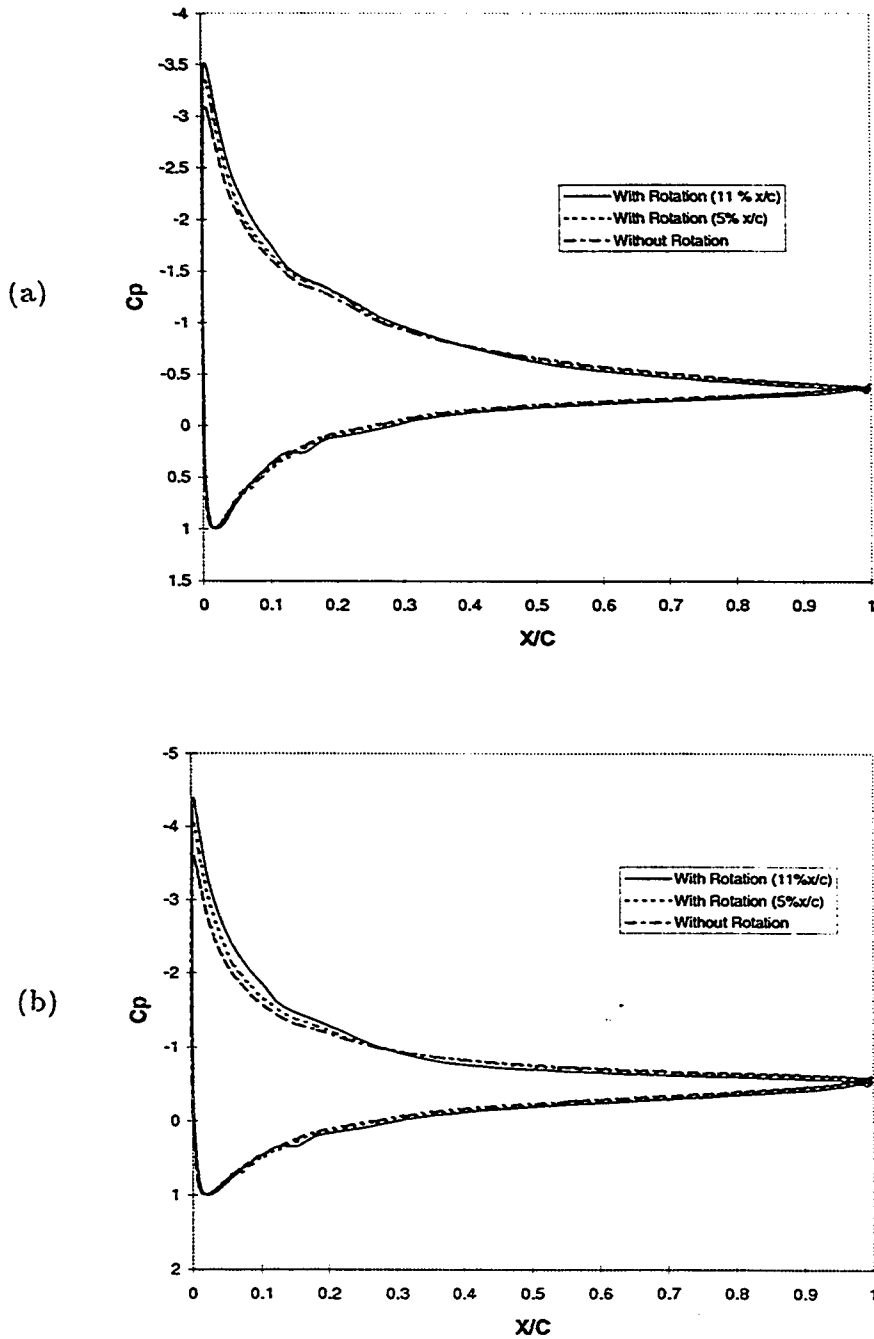 (a)
Cp
-4
-3.5
-3
-2.5
-2
-1.5
-1
-0.5
0
0.5
1
1.5
With Rotation (11 % x/c)
With Rotation (5% x/c)
Without Rotation
0 0.1 0.2 0.3 0.4 0.5 0.6 0.7 0.8 0.9 1
X/C
(b)
Cp
-5
-4
-3
-2
-1
0
1
2
With Rotation (11%x/c)
With Rotation (5%x/c)
Without Rotation
0 0.1 0.2 0.3 0.4 0.5 0.6 0.7 0.8 0.9 1
X/C